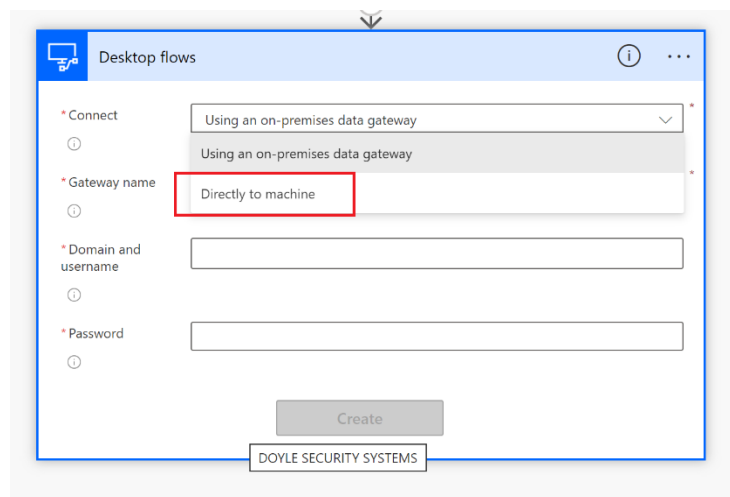 Desktop flows
* Connect
Using an on-premises data gateway
*
Using an on-premises data gateway
* Gateway name
*
Directly to machine
* Domain and
username
* Password
Create
DOYLE SECURITY SYSTEMS